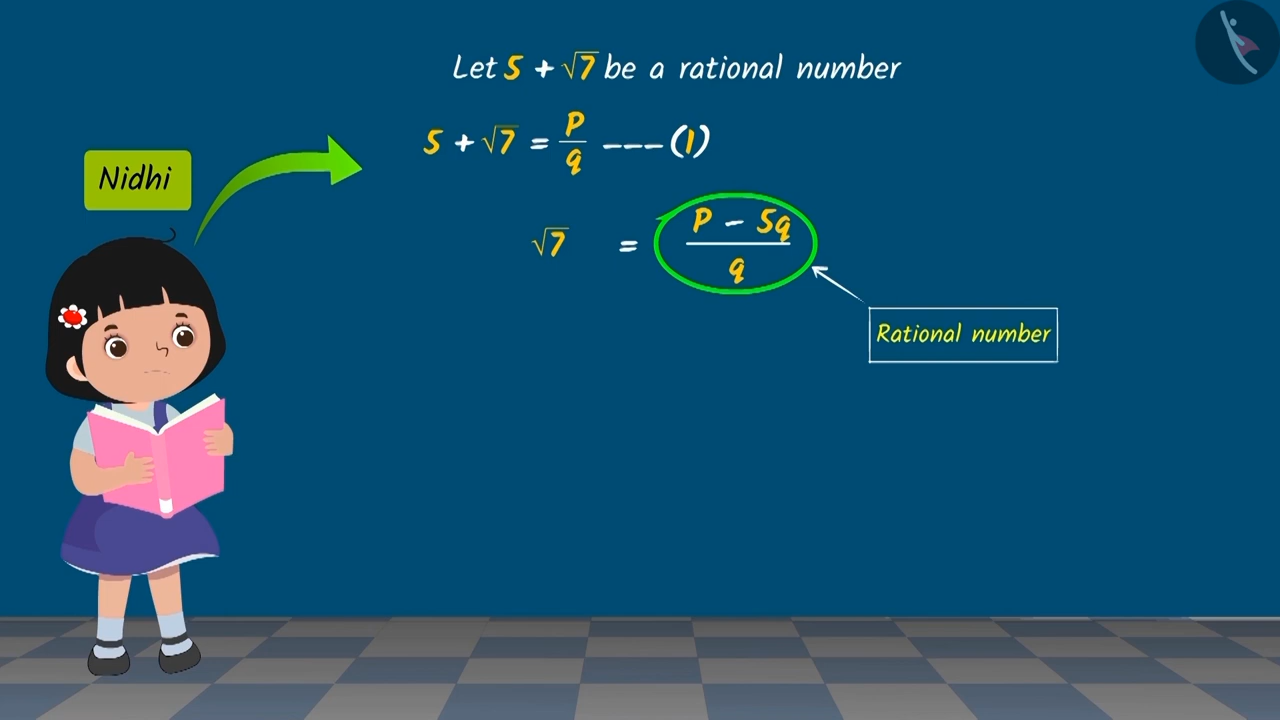 Let 5 + √7 be a rational number
5 + √7 = P/q ---(1)
Nidhi
√7 = (P - 5q)/q
Rational number